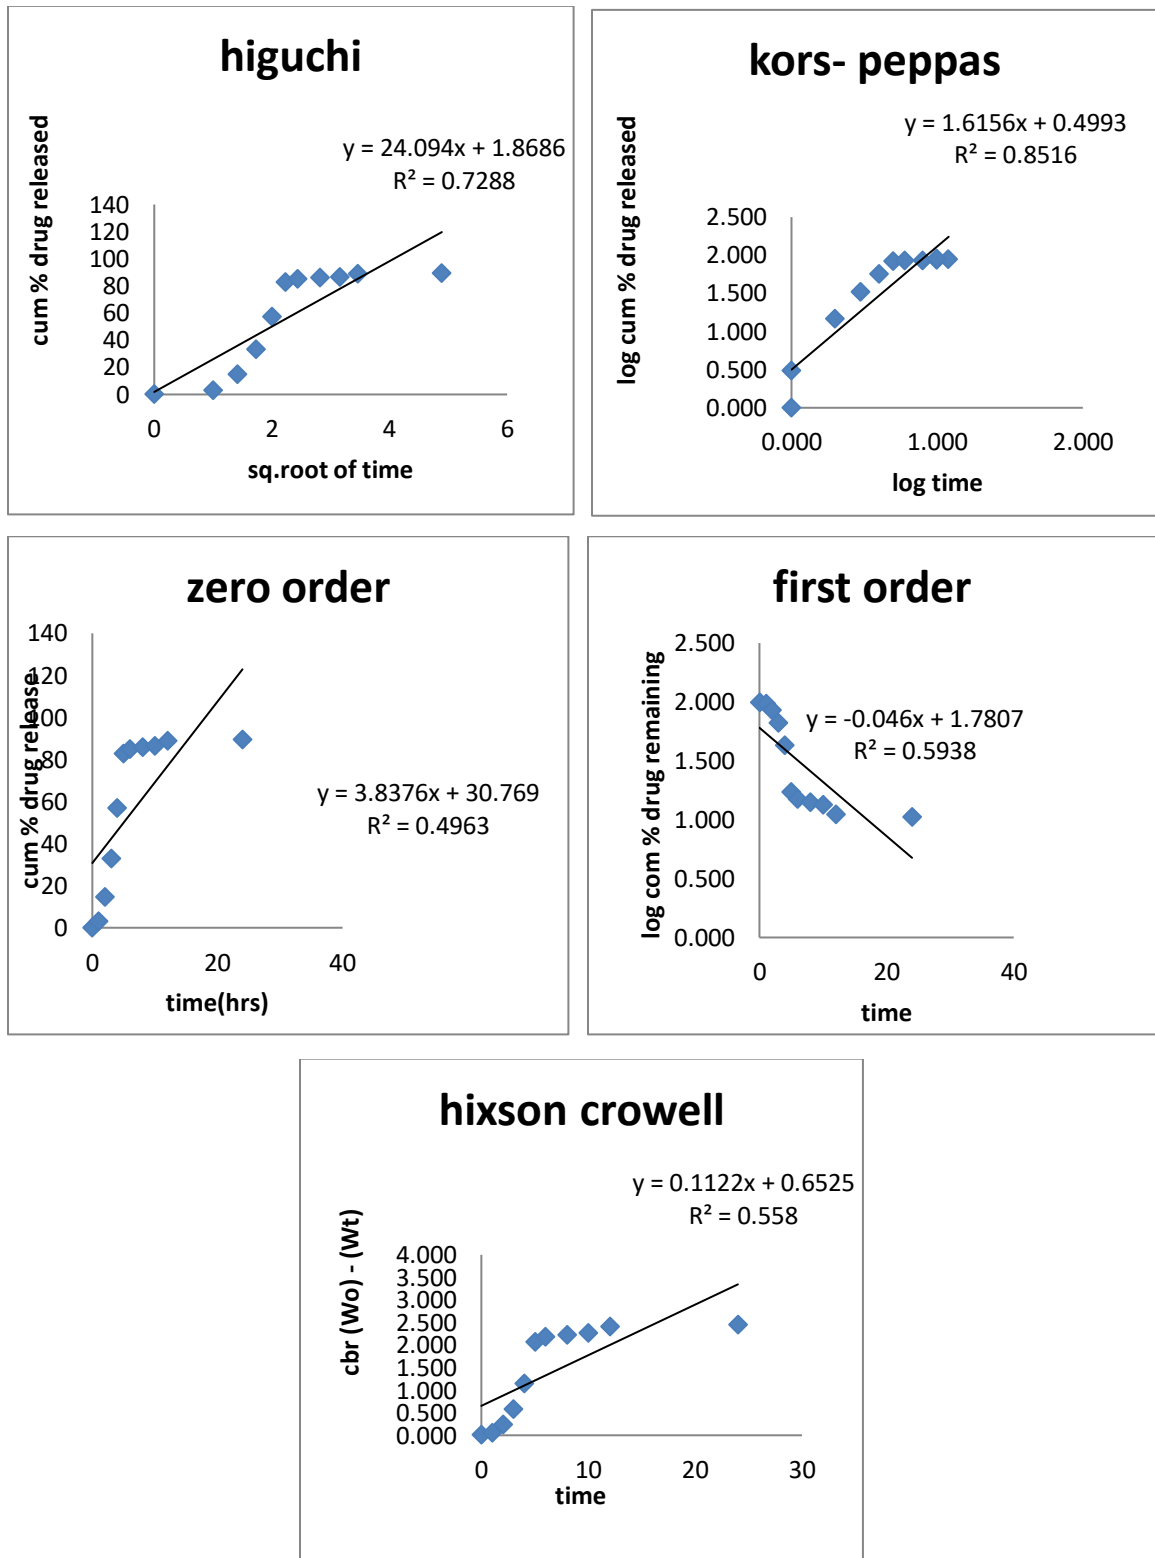 higuchi
y = 24.094x + 1.8686
R² = 0.7288
cum % drug released
140
120
100
80
60
40
20
0
0 2 4 6
sq.root of time
kors- peppas
y = 1.6156x + 0.4993
R² = 0.8516
log cum % drug released
2.500
2.000
1.500
1.000
0.500
0.000
0.000 1.000 2.000
log time
zero order
cum % drug release
140
120
100
80
60
40
20
0
y = 3.8376x + 30.769
R² = 0.4963
0 20 40
time(hrs)
first order
log com % drug remaining
2.500
2.000
1.500
1.000
0.500
0.000
y = -0.046x + 1.7807
R² = 0.5938
0 20 40
time
hixson crowell
y = 0.1122x + 0.6525
R² = 0.558
cbr (Wo) - (Wt)
4.000
3.500
3.000
2.500
2.000
1.500
1.000
0.500
0.000
0 10 20 30
time